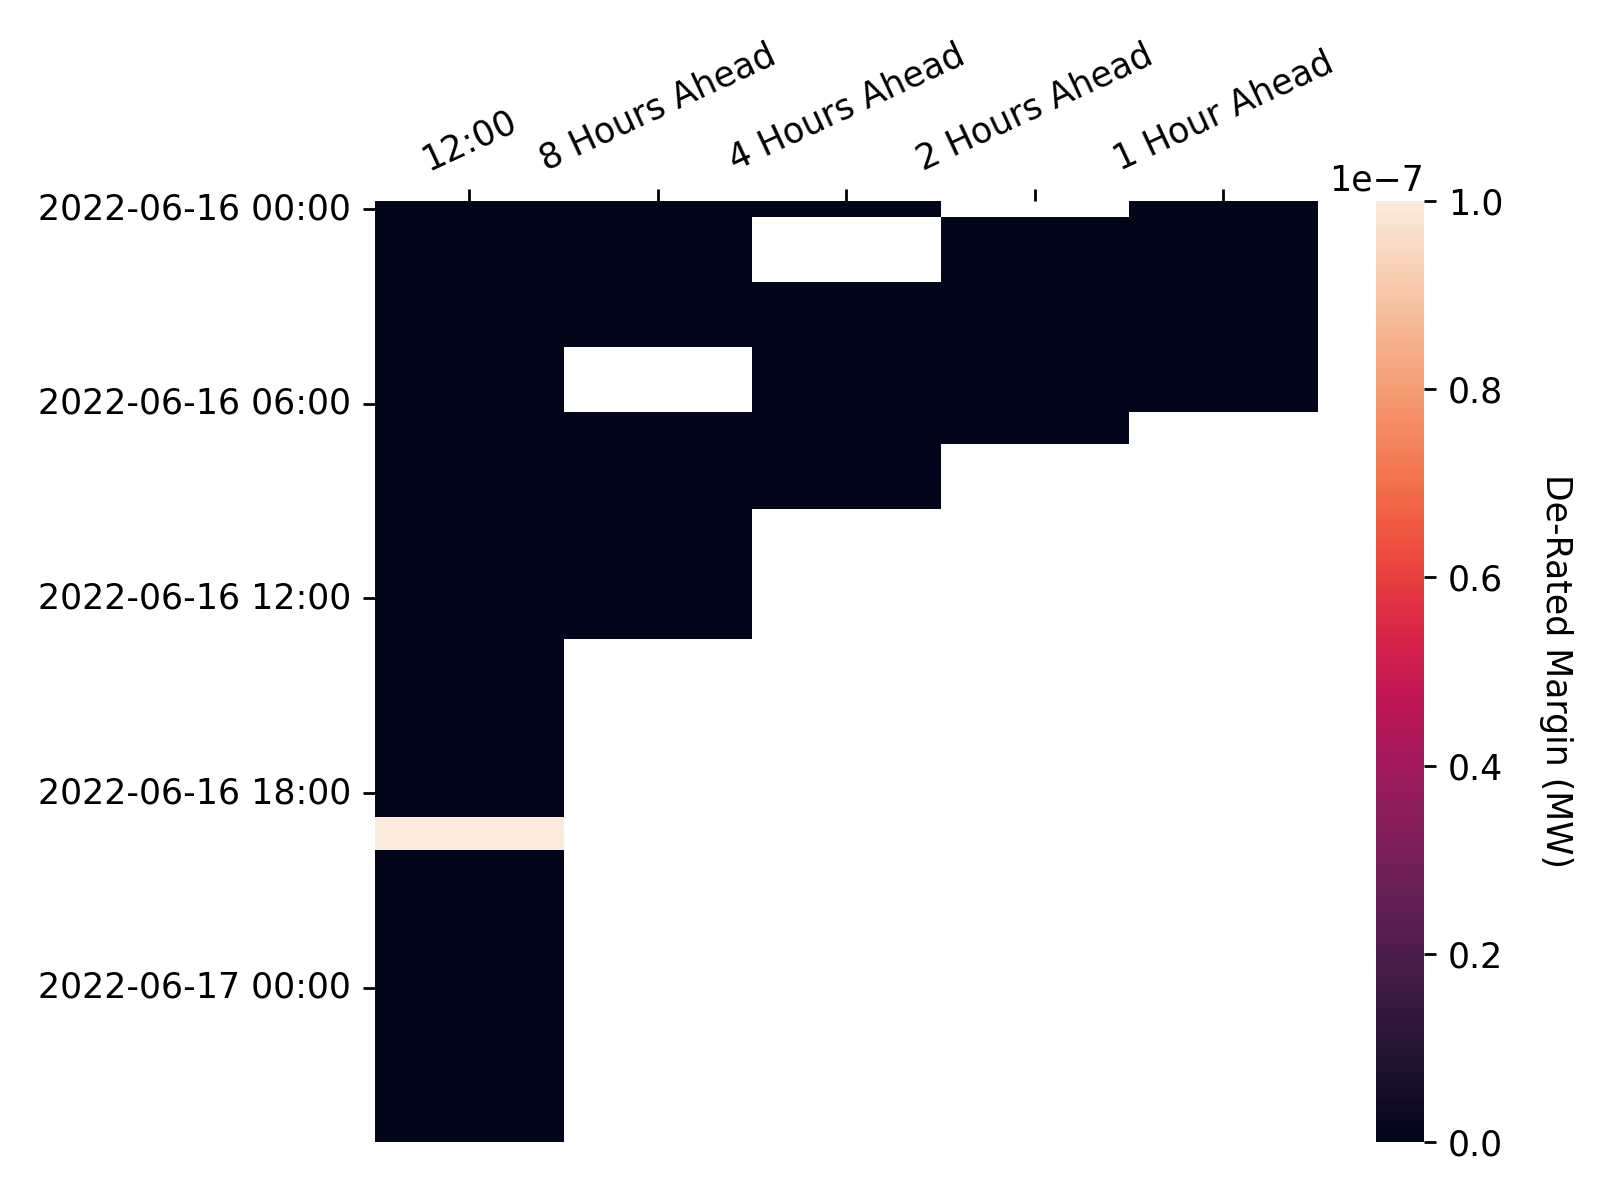 12:00
8 Hours Ahead
4 Hours Ahead
2 Hours Ahead
1 Hour Ahead
2022-06-16 00:00
2022-06-16 06:00
2022-06-16 12:00
2022-06-16 18:00
2022-06-17 00:00
1e−7
1.0
0.8
0.6
0.4
0.2
0.0
De-Rated Margin (MW)